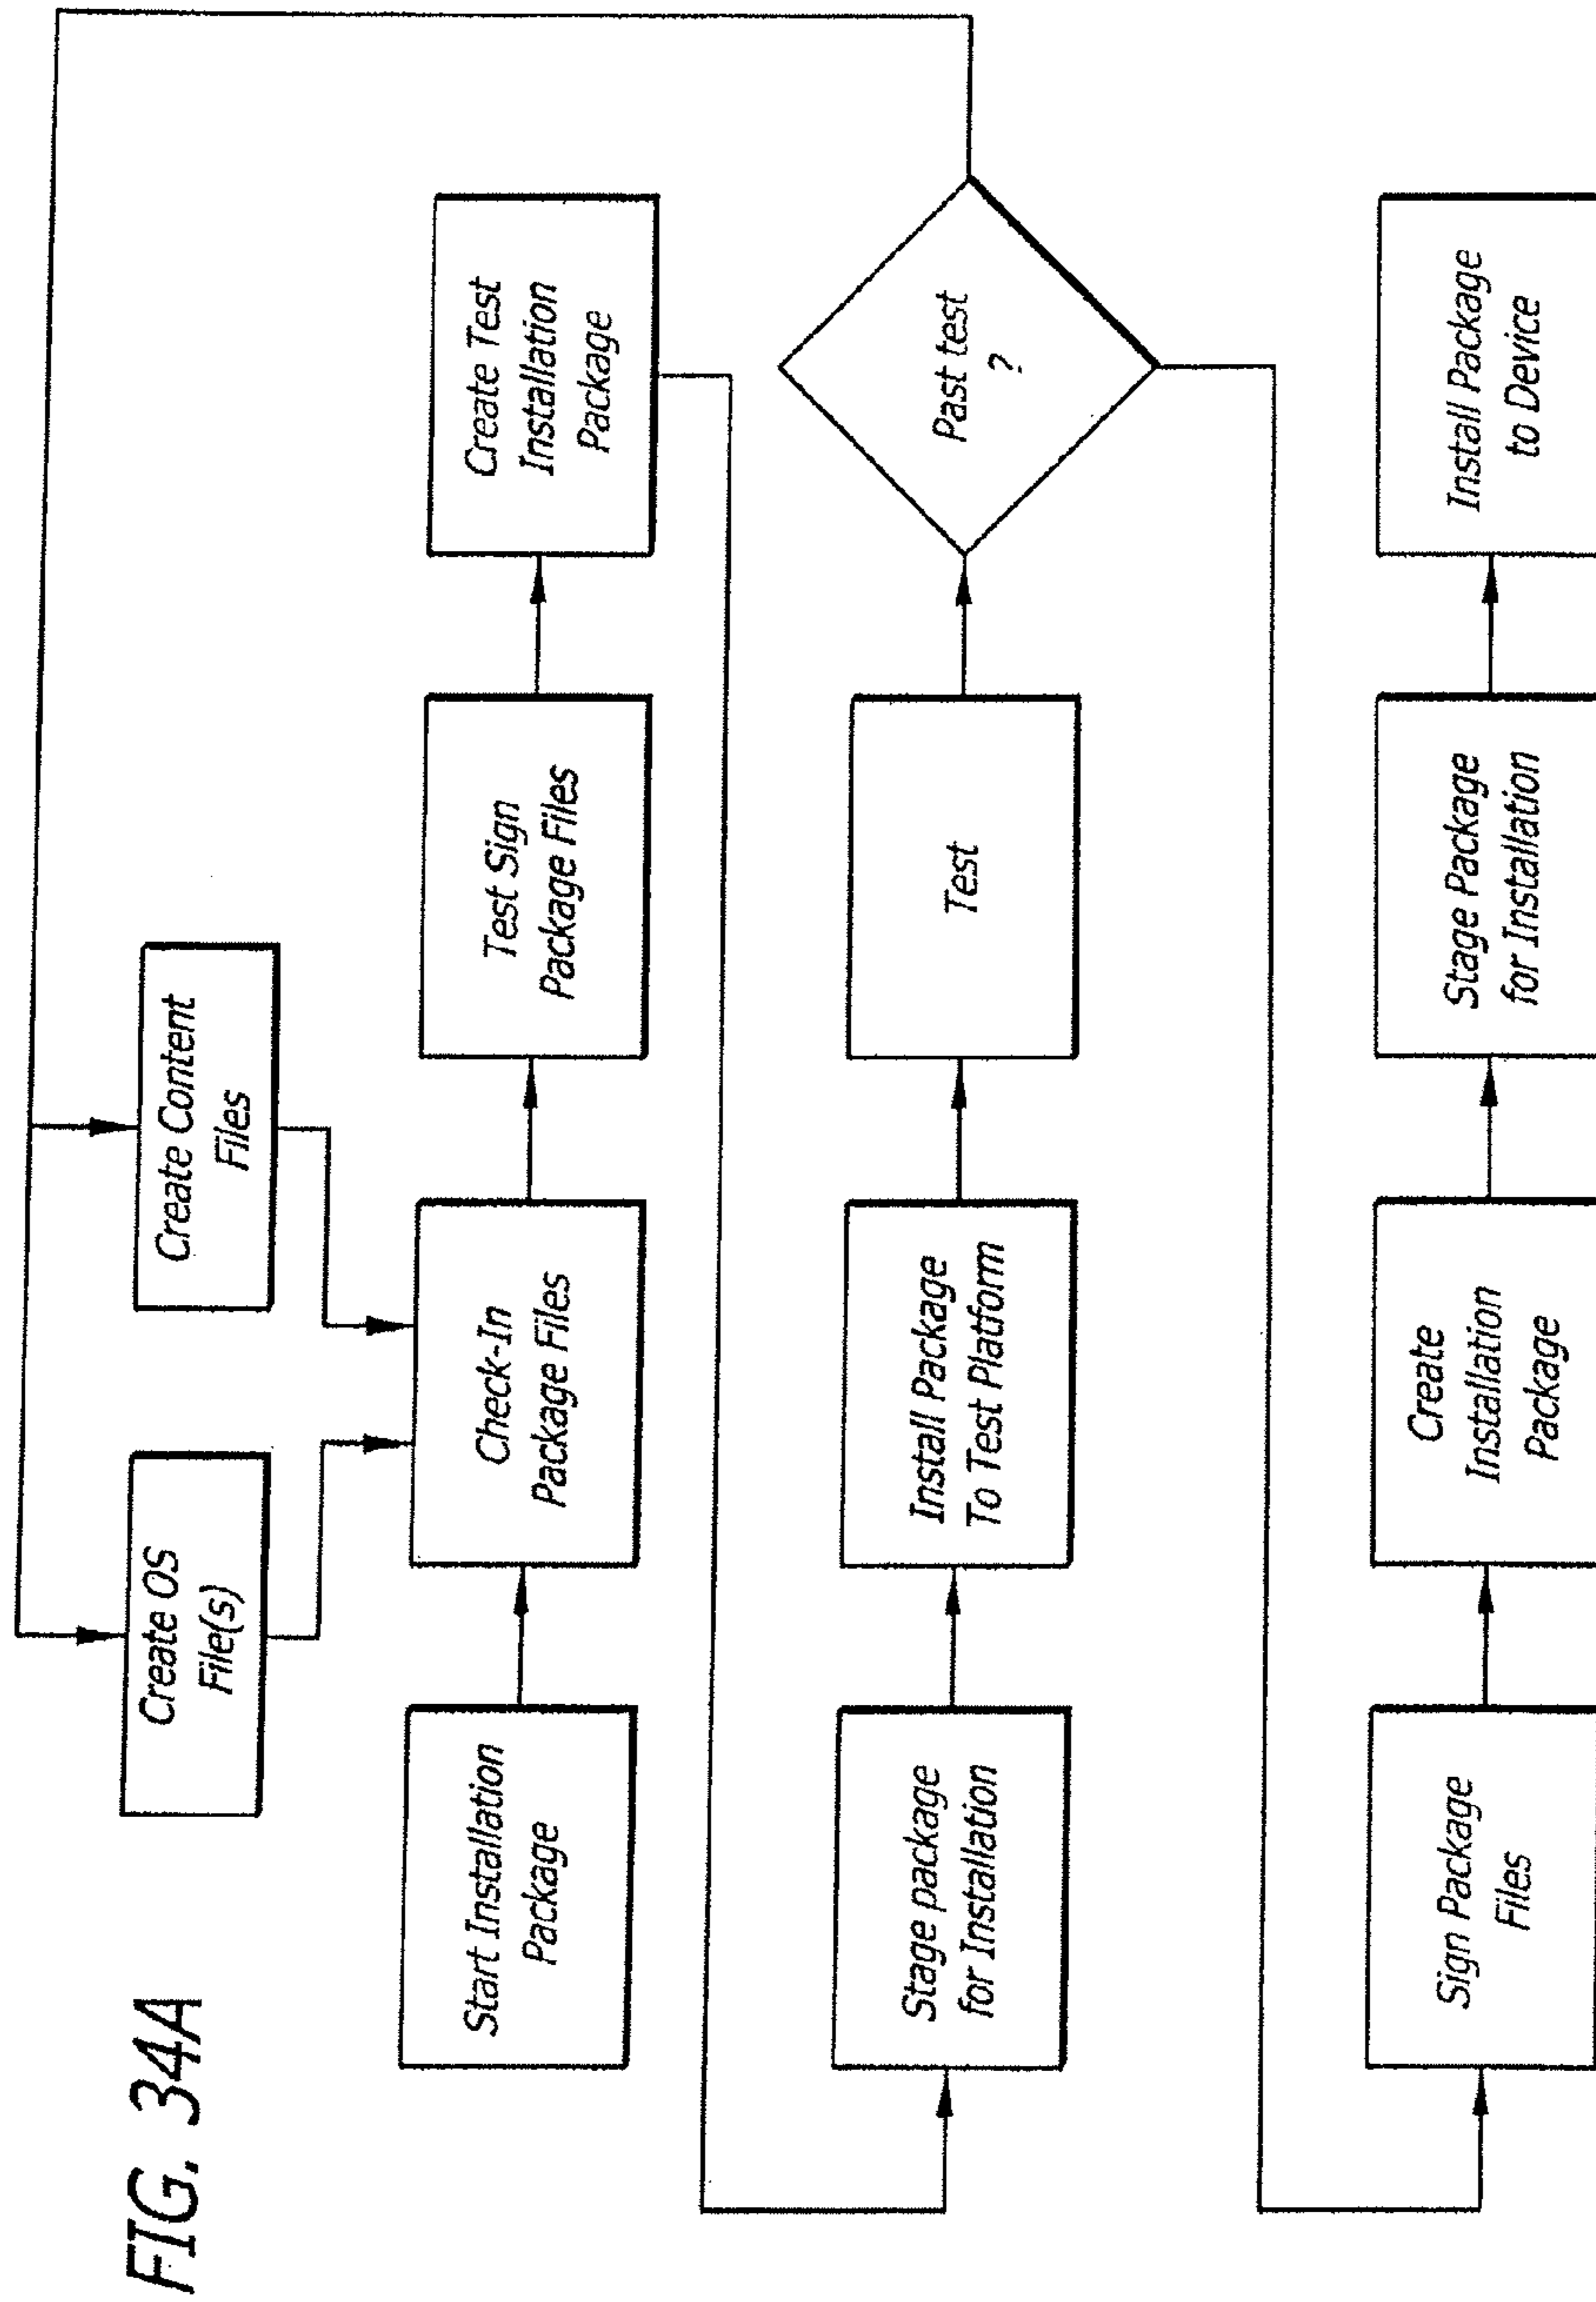 FIG. 34A
Create OS
File(s)
Create Content
Files
Start Installation
Package
Check-In
Package Files
Test Sign
Package Files
Create Test
Installation
Package
Stage package
for Installation
Install Package
To Test Platform
Test
Past test
?
Sign Package
Files
Create
Installation
Package
Stage Package
for Installation
Install Package
to Device